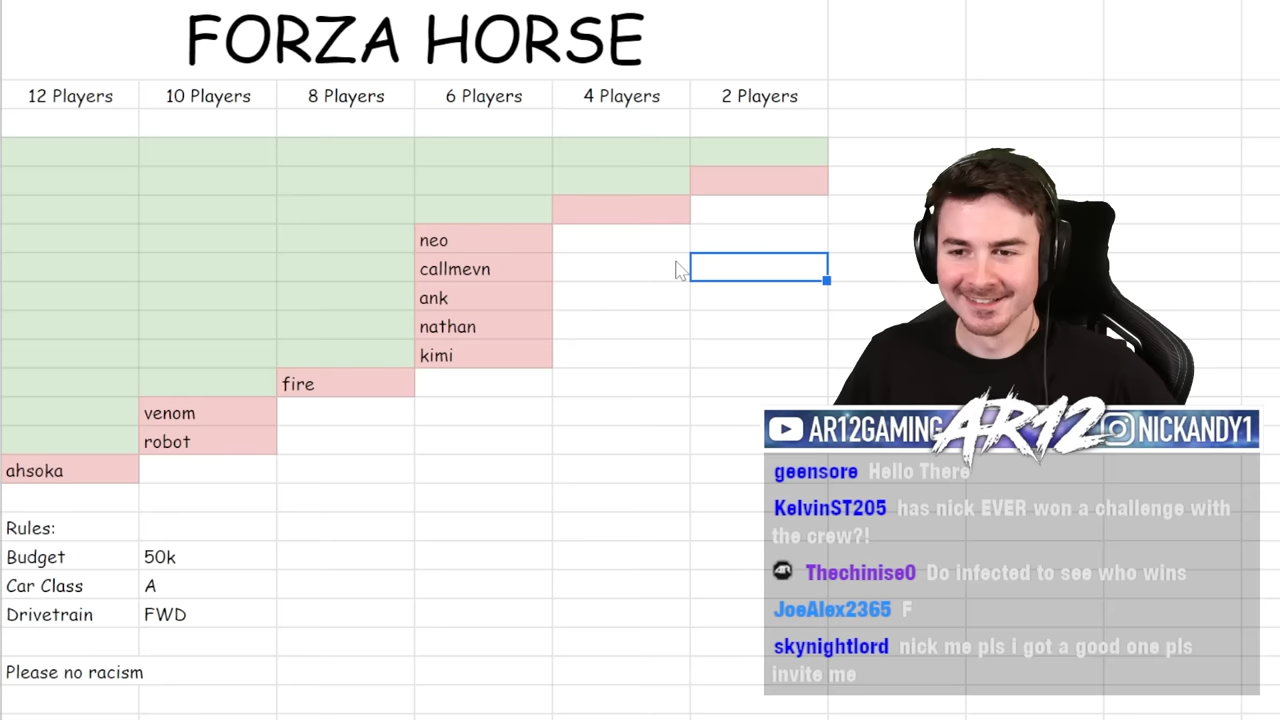 FORZA HORSE
12 Players 10 Players 8 Players 6 Players 4 Players 2 Players
neo
callmevn
ank
nathan
kimi
fire
venom
robot
ahsoka
Rules:
Budget 50k
Car Class A
Drivetrain FWD
Please no racism
AR12GAMING AR12 NICKANDY1
geensore Hello There
KelvinST205 has nick EVER won a challenge with
the crew?!
Thechinise0 Do infected to see who wins
JoeAlex2365 F
skynightlord nick me pls i got a good one pls
invite me